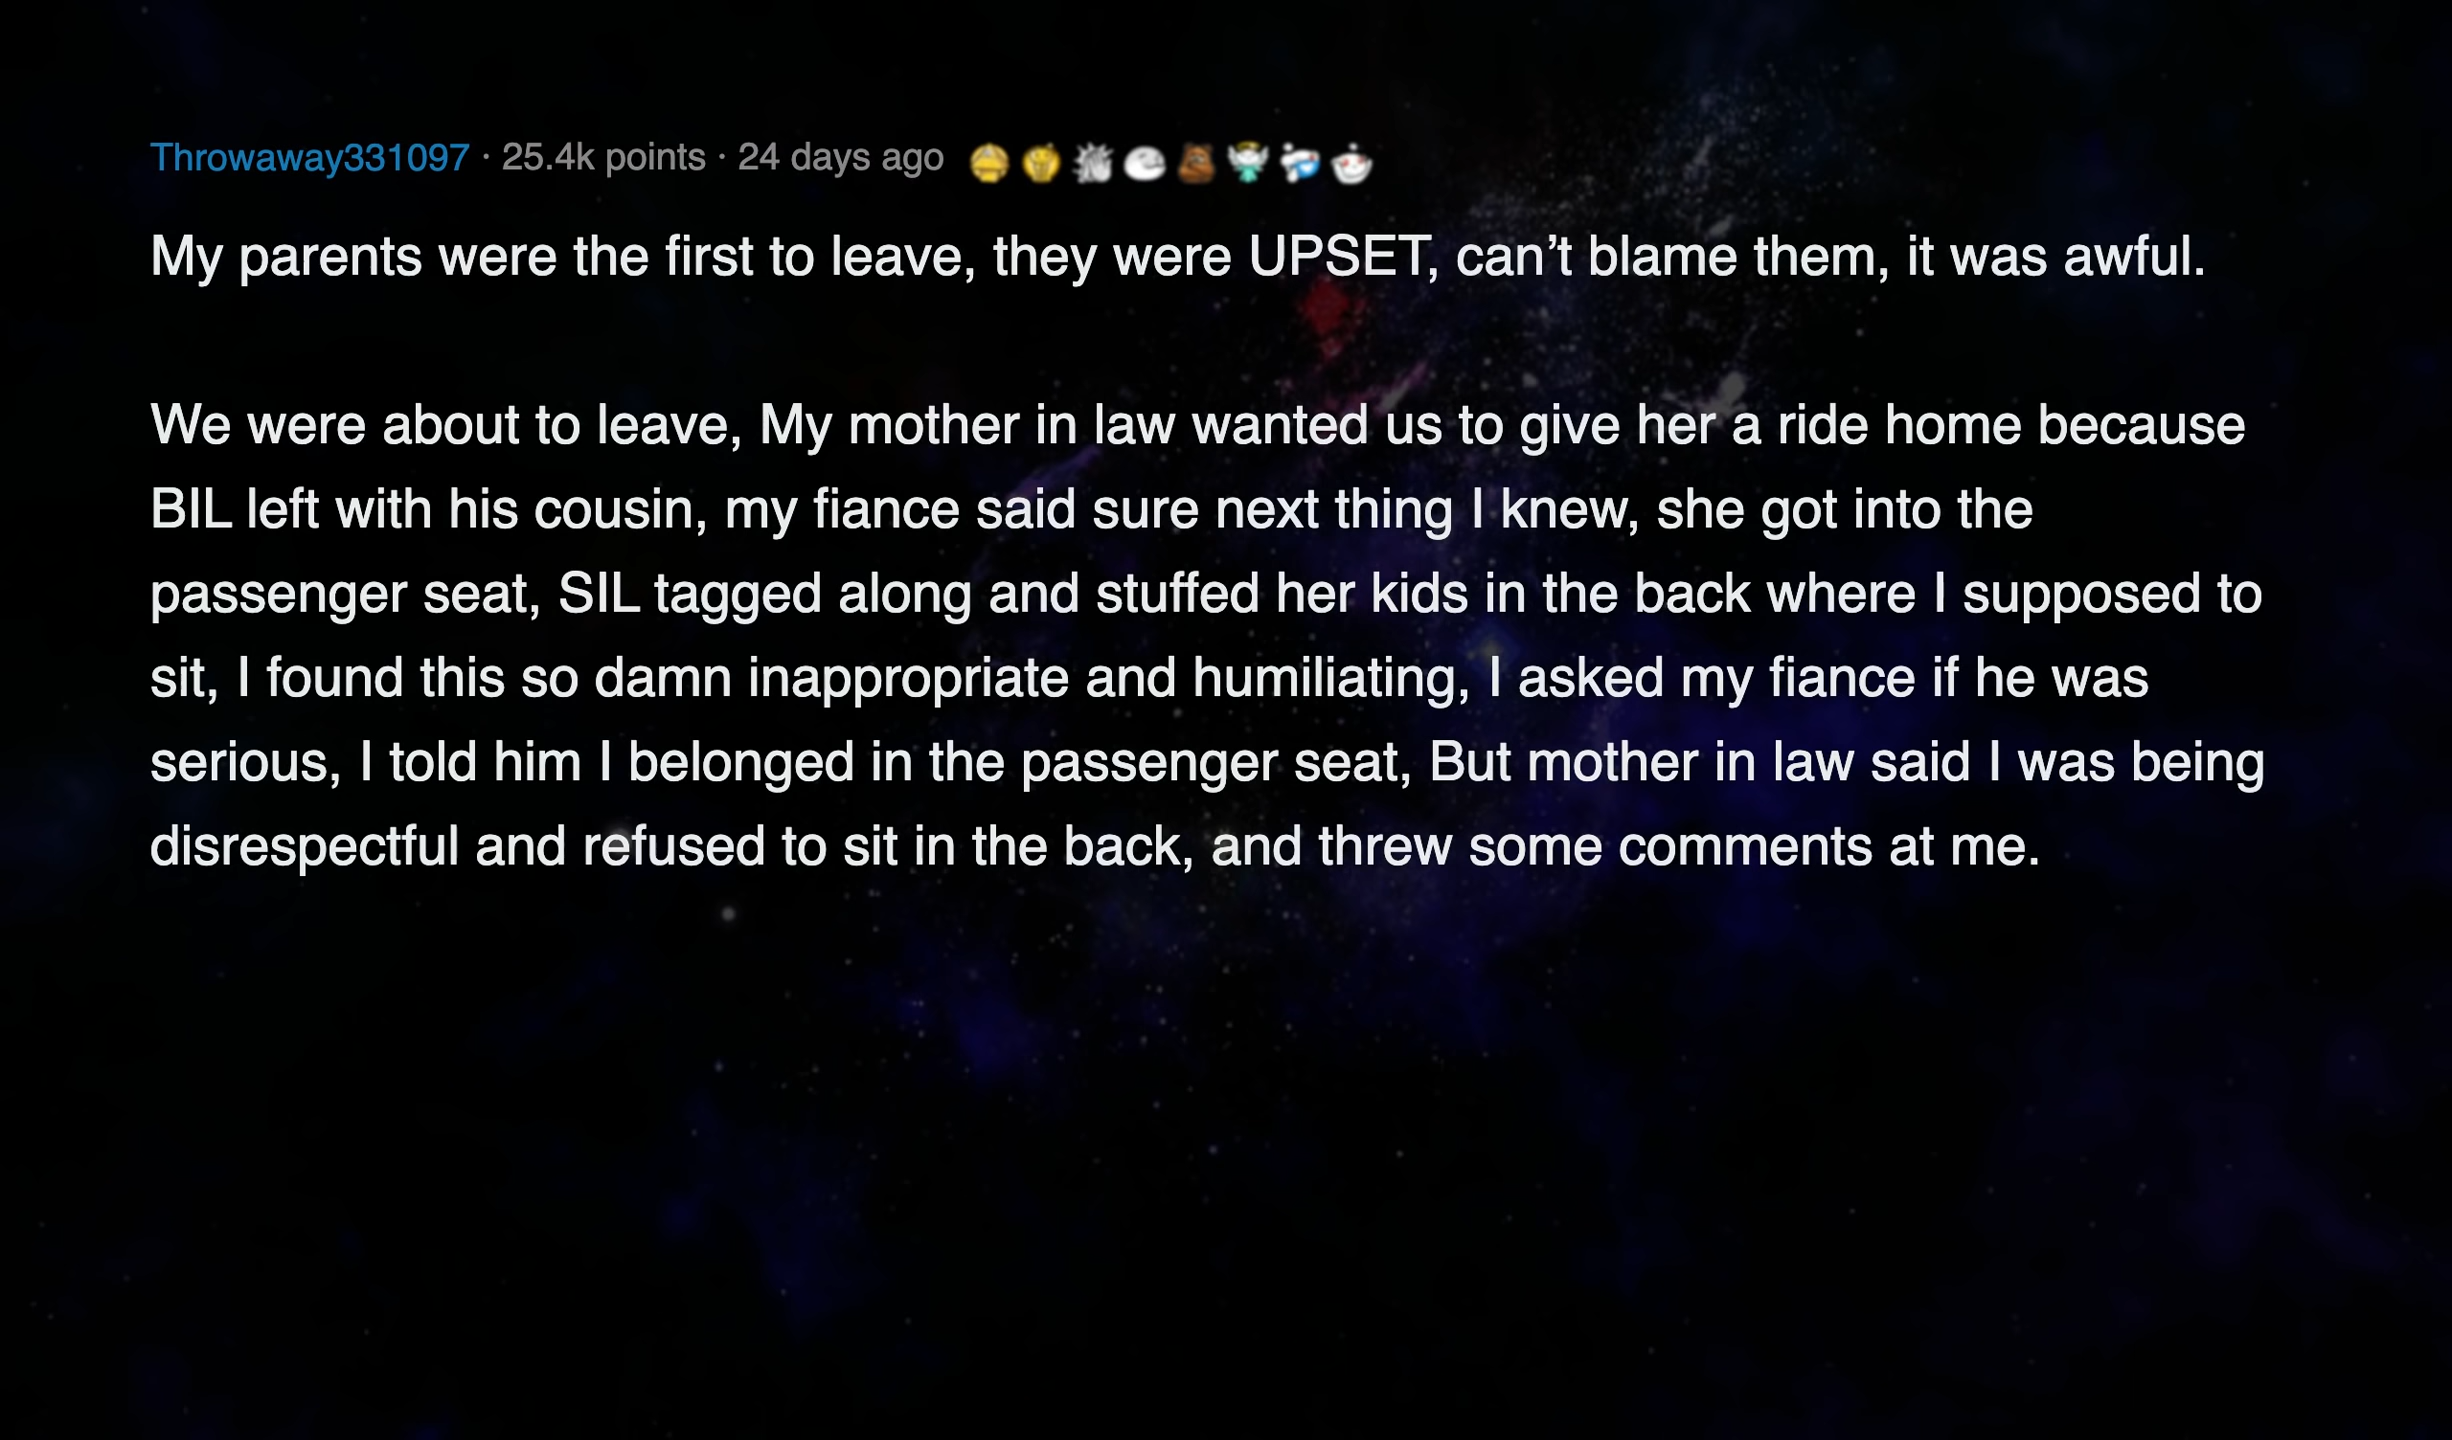 Throwaway331097 · 25.4k points · 24 days ago
My parents were the first to leave, they were UPSET, can’t blame them, it was awful.
We were about to leave, My mother in law wanted us to give her a ride home because
BIL left with his cousin, my fiance said sure next thing I knew, she got into the
passenger seat, SIL tagged along and stuffed her kids in the back where I supposed to
sit, I found this so damn inappropriate and humiliating, I asked my fiance if he was
serious, I told him I belonged in the passenger seat, But mother in law said I was being
disrespectful and refused to sit in the back, and threw some comments at me.